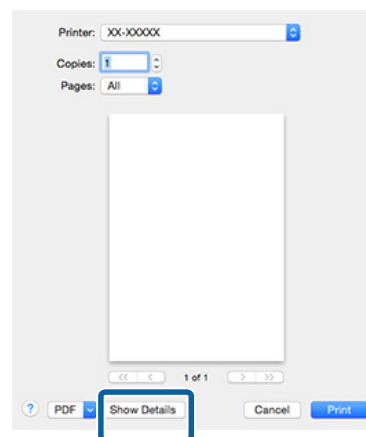 Printer: XX-XXXXX
Copies: 1
Pages: All
<< < 1 of 1 > >>
? PDF Show Details Cancel Print